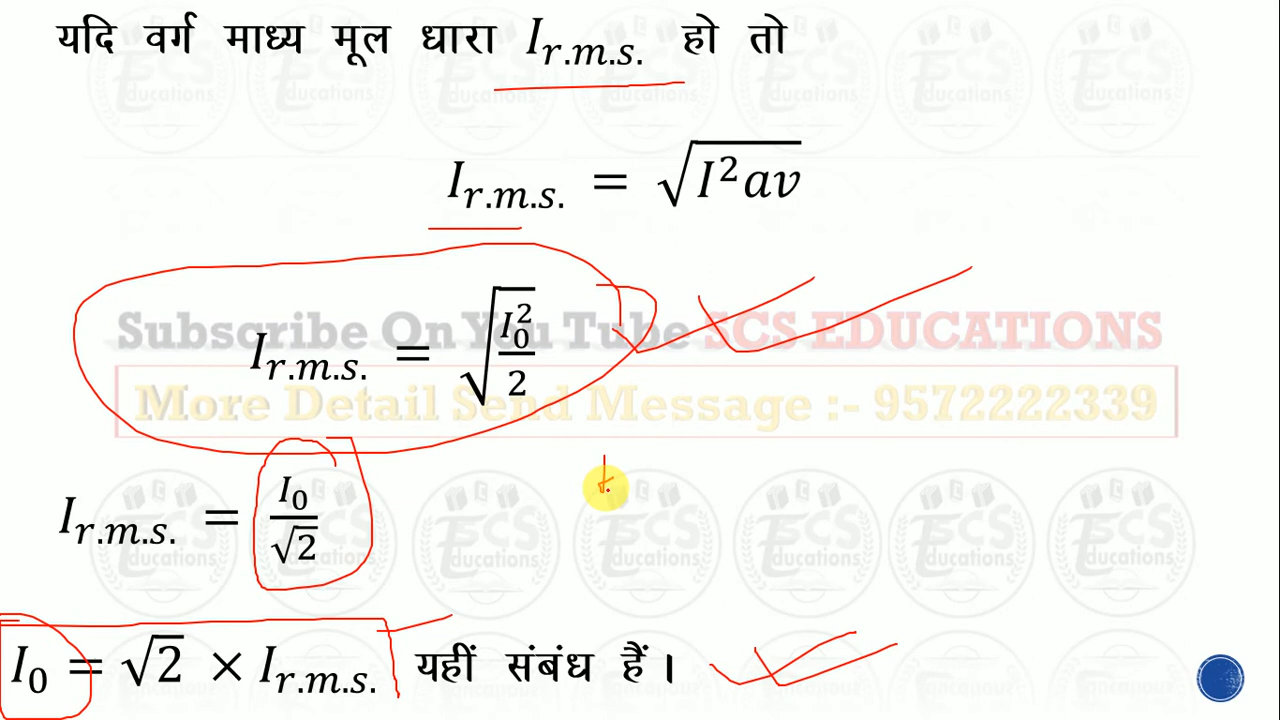 यदि वर्ग माध्य मूल धारा I_{r.m.s.} हो तो
I_{r.m.s.} = √(I²av)
I_{r.m.s.} = √(I₀²/2)
Subscribe On You Tube SCS EDUCATIONS
More Detail Send Message :- 9572222339
I_{r.m.s.} = I₀/√2
I₀ = √2 × I_{r.m.s.} यहीं संबंध हैं ।